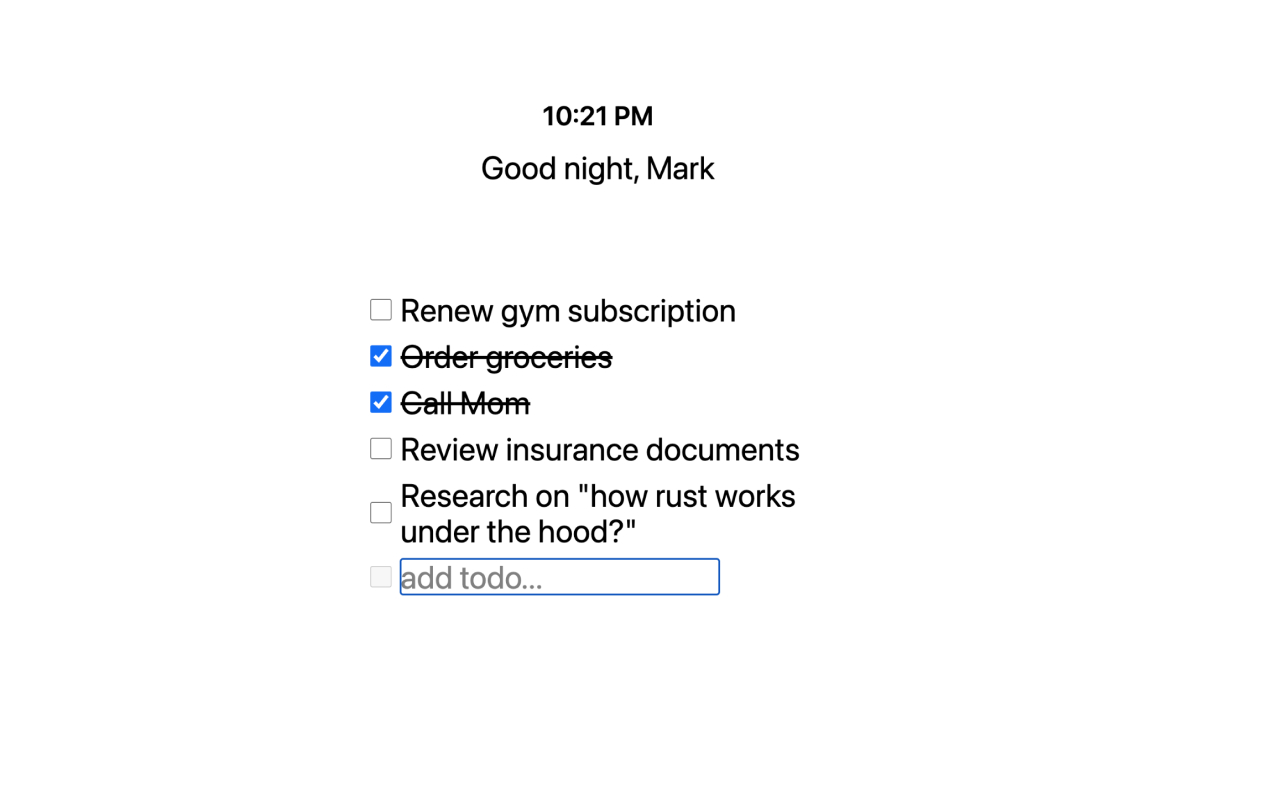 10:21 PM
Good night, Mark
Renew gym subscription
Order groceries
Call Mom
Review insurance documents
Research on "how rust works
under the hood?"
add todo...